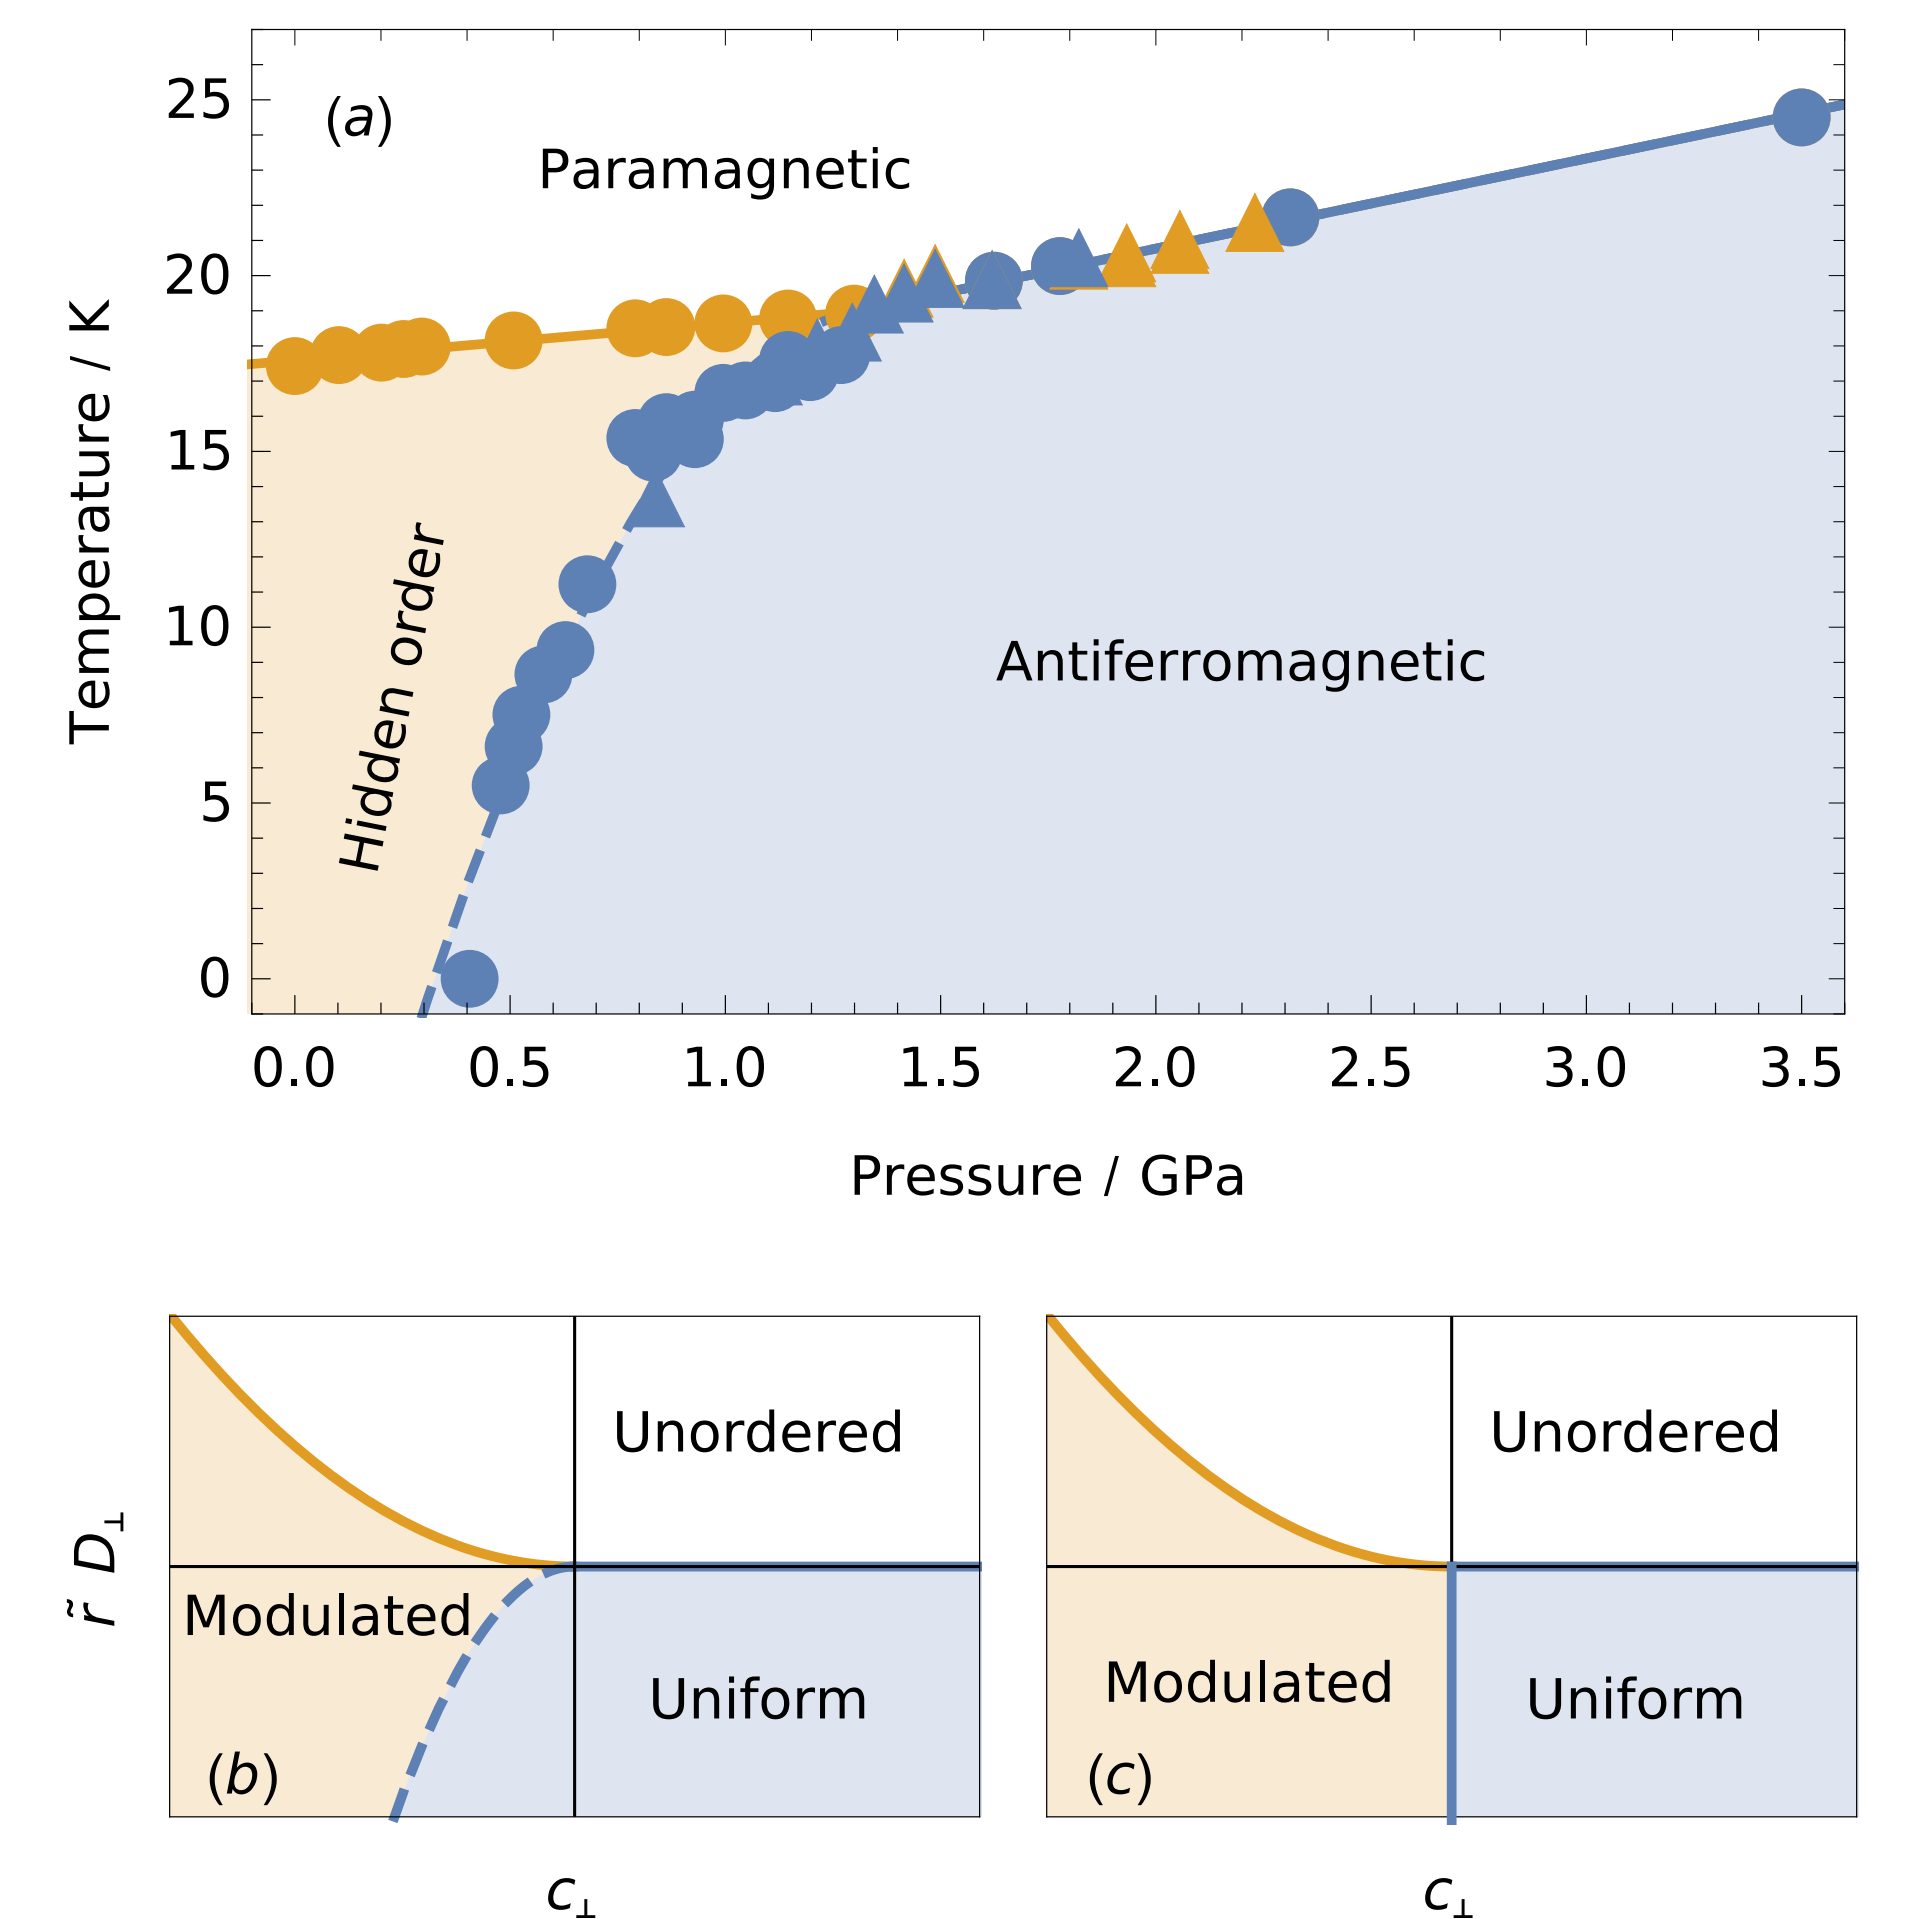 (a)
Paramagnetic
Hidden order
Antiferromagnetic
Temperature / K
25
20
15
10
5
0
0.0 0.5 1.0 1.5 2.0 2.5 3.0 3.5
Pressure / GPa
Unordered
Modulated
Uniform
(b)
r̃ D⊥
c⊥
Unordered
Modulated
Uniform
(c)
c⊥